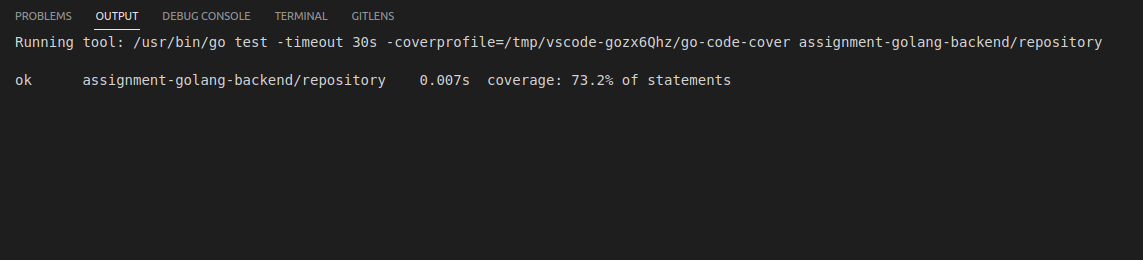 PROBLEMS OUTPUT DEBUG CONSOLE TERMINAL GITLENS
Running tool: /usr/bin/go test -timeout 30s -coverprofile=/tmp/vscode-gozx6Qhz/go-code-cover assignment-golang-backend/repository
ok assignment-golang-backend/repository 0.007s coverage: 73.2% of statements